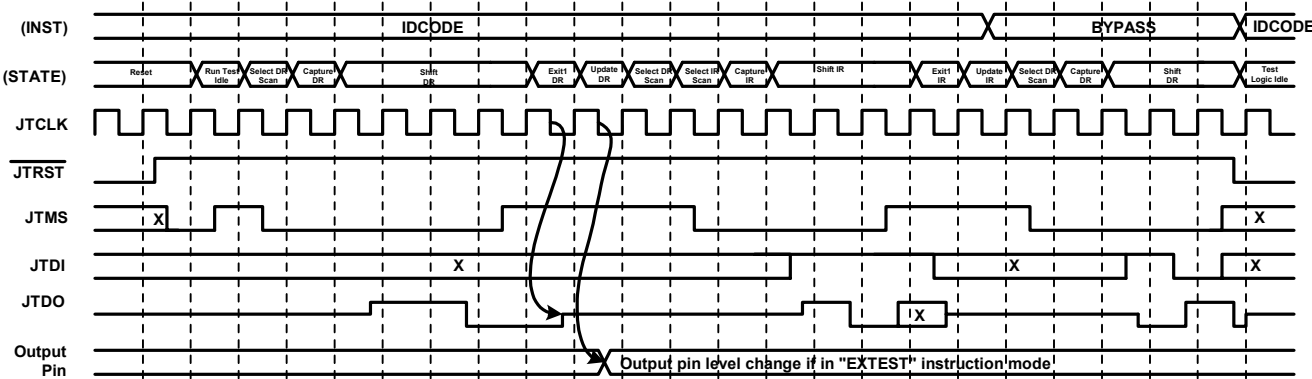 (INST) IDCODE BYPASS IDCODE
(STATE) Reset Run Test Idle Select DR Scan Capture DR Shift DR Exit1 DR Update DR Select DR Scan Select IR Scan Capture IR Shift IR Exit1 IR Update IR Select DR Scan Capture DR Shift DR Test Logic Idle
JTCLK
JTRST
JTMS X X
JTDI X X X
JTDO X
Output Pin Output pin level change if in "EXTEST" instruction mode